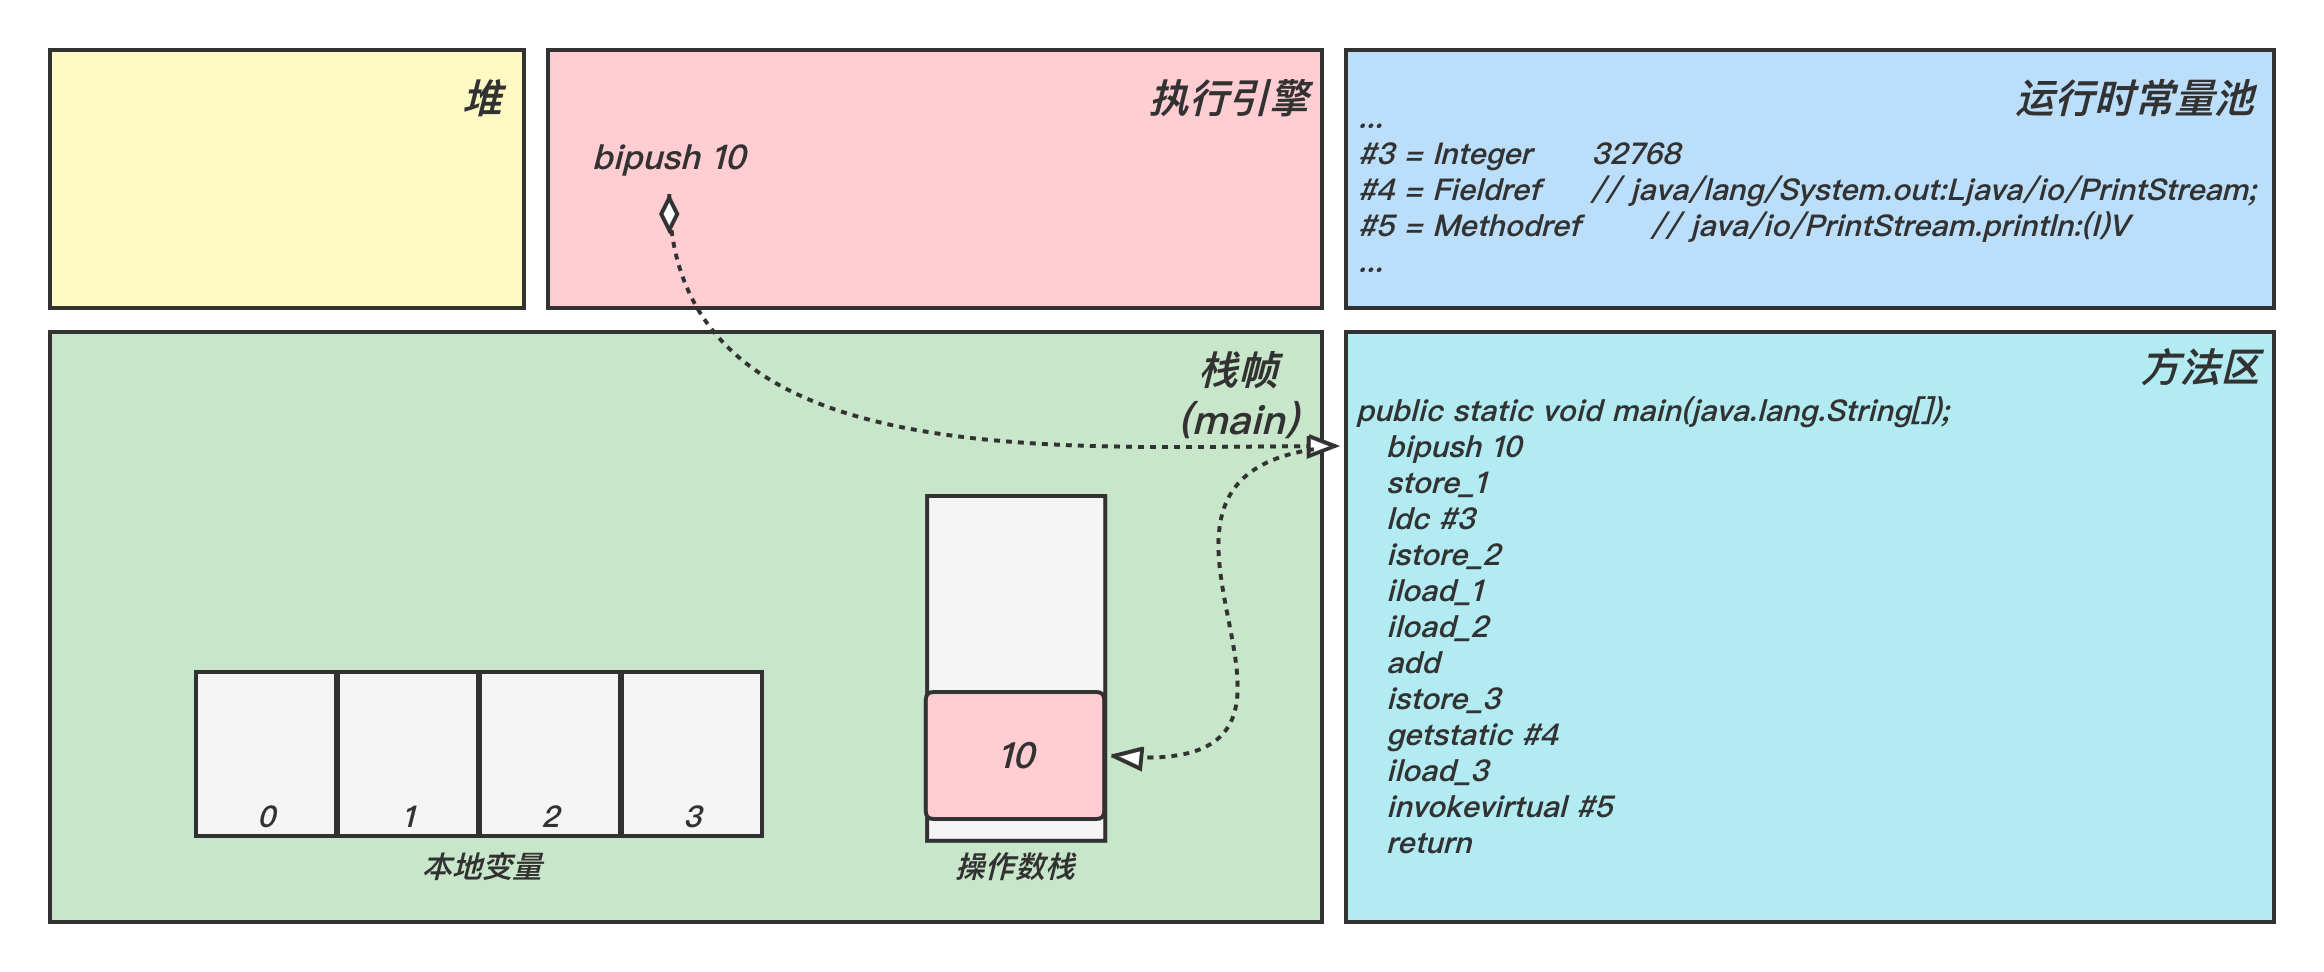 堆
执行引擎
bipush 10
运行时常量池
...
#3 = Integer 32768
#4 = Fieldref // java/lang/System.out:Ljava/io/PrintStream;
#5 = Methodref // java/io/PrintStream.println:(I)V
...
栈帧
(main)
0 1 2 3
本地变量
10
操作数栈
方法区
public static void main(java.lang.String[]);
bipush 10
store_1
ldc #3
istore_2
iload_1
iload_2
add
istore_3
getstatic #4
iload_3
invokevirtual #5
return